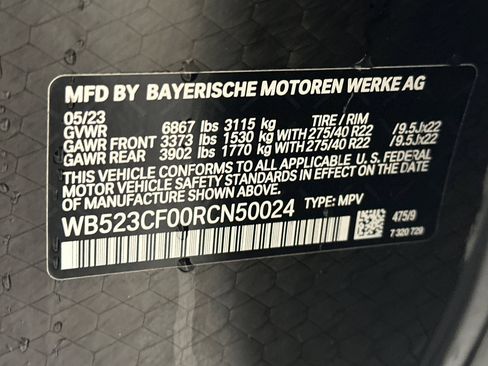 MFD BY BAYERISCHE MOTOREN WERKE AG
05/23 TIRE / RIM
GVWR 6867 lbs 3115 kg
GAWR FRONT 3373 lbs 1530 kg WITH 275/40 R22 / 9.5Jx22
GAWR REAR 3902 lbs 1770 kg WITH 275/40 R22 / 9.5Jx22
THIS VEHICLE CONFORMS TO ALL APPLICABLE U. S. FEDERAL
MOTOR VEHICLE SAFETY STANDARDS IN EFFECT ON THE DATE
OF MANUFACTURE SHOWN ABOVE.
WB523CF00RCN50024 TYPE: MPV
475/9
7 320 729